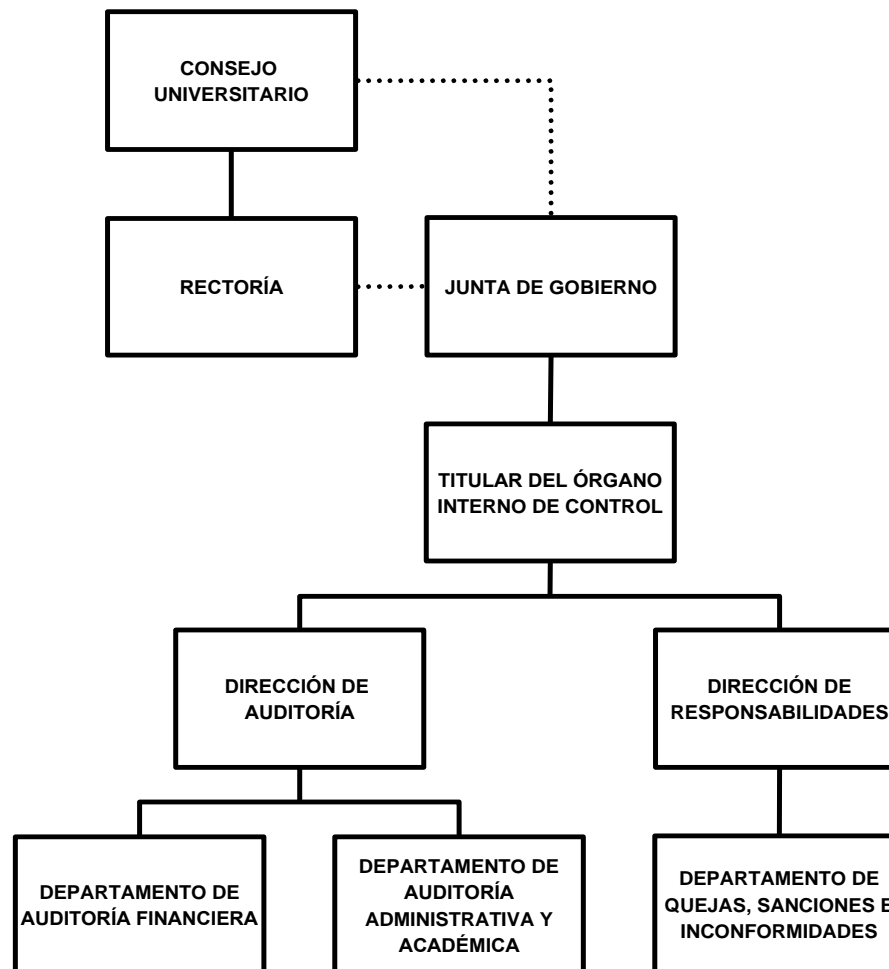 CONSEJO
UNIVERSITARIO
RECTORÍA
JUNTA DE GOBIERNO
TITULAR DEL ÓRGANO
INTERNO DE CONTROL
DIRECCIÓN DE
AUDITORÍA
DIRECCIÓN DE
RESPONSABILIDADES
DEPARTAMENTO DE
AUDITORÍA FINANCIERA
DEPARTAMENTO DE
AUDITORÍA
ADMINISTRATIVA Y
ACADÉMICA
DEPARTAMENTO DE
QUEJAS, SANCIONES E
INCONFORMIDADES